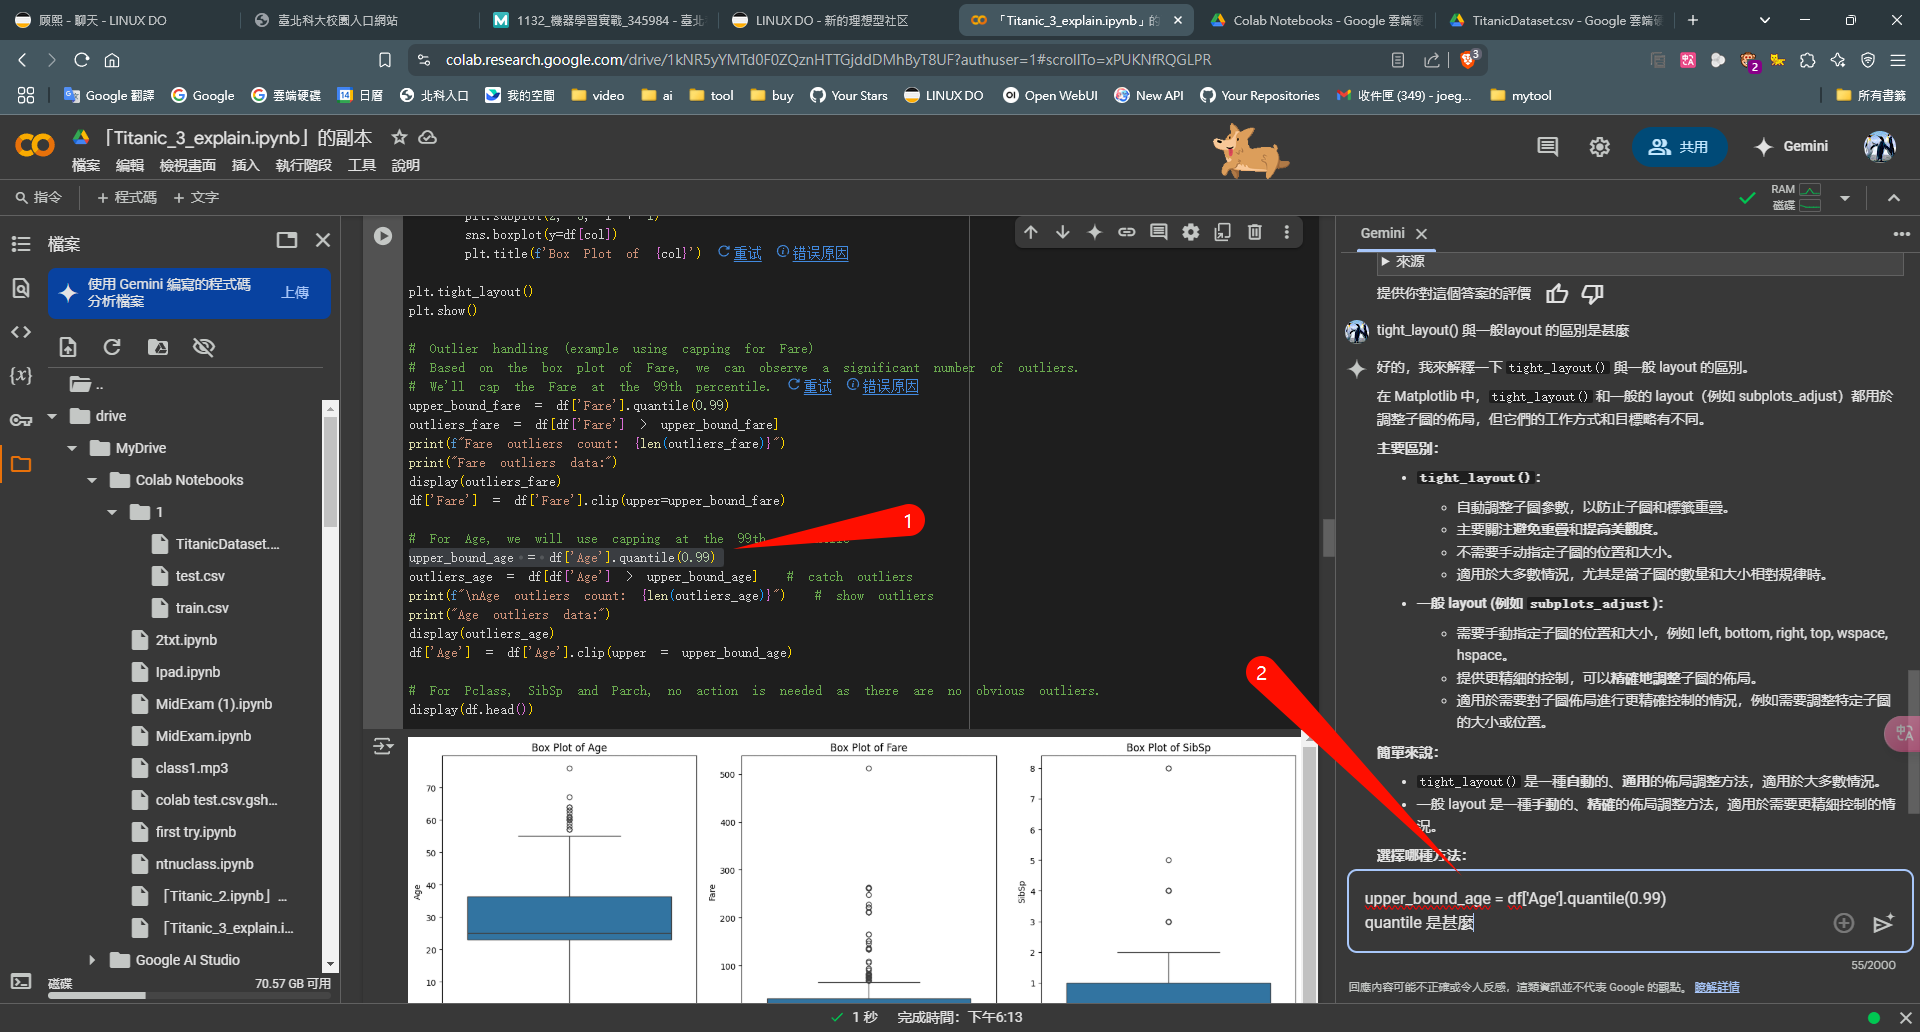 顾熙 - 聊天 - LINUX DO
臺北科大校園入口網站
1132_機器學習實戰_345984 - 臺北
LINUX DO - 新的理想型社区
「Titanic_3_explain.ipynb」的
Colab Notebooks - Google 雲端硬
TitanicDataset.csv - Google 雲端硬
colab.research.google.com/drive/1kNR5yYMTd0F0ZQznHTTGjddDMhByT8UF?authuser=1#scrollTo=xPUKNfRQGLPR
3
2
Google 翻譯
Google
雲端硬碟
日曆
北科入口
我的空間
video
ai
tool
buy
Your Stars
LINUX DO
Open WebUI
New API
Your Repositories
收件匣 (349) - joeg...
mytool
所有書籤
「Titanic_3_explain.ipynb」的副本
檔案 編輯 檢視畫面 插入 執行階段 工具 說明
共用
Gemini
指令
+ 程式碼 + 文字
RAM
磁碟
檔案
使用 Gemini 編寫的程式碼
分析檔案
上傳
..
drive
MyDrive
Colab Notebooks
1
TitanicDataset....
test.csv
train.csv
2txt.ipynb
Ipad.ipynb
MidExam (1).ipynb
MidExam.ipynb
class1.mp3
colab test.csv.gsh...
first try.ipynb
ntnuclass.ipynb
「Titanic_2.ipynb」...
「Titanic_3_explain.i...
Google AI Studio
磁碟
70.57 GB 可用
plt.subplot(2, 3, i + 1)
sns.boxplot(y=df[col])
plt.title(f'Box Plot of {col}') 重试 错误原因
plt.tight_layout()
plt.show()
# Outlier handling (example using capping for Fare)
# Based on the box plot of Fare, we can observe a significant number of outliers.
# We'll cap the Fare at the 99th percentile. 重试 错误原因
upper_bound_fare = df['Fare'].quantile(0.99)
outliers_fare = df[df['Fare'] > upper_bound_fare]
print(f"Fare outliers count: {len(outliers_fare)}")
print("Fare outliers data:")
display(outliers_fare)
df['Fare'] = df['Fare'].clip(upper=upper_bound_fare)
1
# For Age, we will use capping at the 99th
upper_bound_age = df['Age'].quantile(0.99)
outliers_age = df[df['Age'] > upper_bound_age] # catch outliers
print(f"\nAge outliers count: {len(outliers_age)}") # show outliers
print("Age outliers data:")
display(outliers_age)
df['Age'] = df['Age'].clip(upper = upper_bound_age)
# For Pclass, SibSp and Parch, no action is needed as there are no obvious outliers.
display(df.head())
Box Plot of Age
Age
70
60
50
40
30
20
10
Box Plot of Fare
Fare
500
400
300
200
100
Box Plot of SibSp
SibSp
8
7
6
5
4
3
2
1
Gemini
來源
提供你對這個答案的評價
tight_layout() 與一般layout 的區別是甚麼
好的，我來解釋一下 tight_layout() 與一般 layout 的區別。
在 Matplotlib 中，tight_layout() 和一般的 layout（例如 subplots_adjust）都用於
調整子圖的佈局，但它們的工作方式和目標略有不同。
主要區別：
tight_layout()：
自動調整子圖參數，以防止子圖和標籤重疊。
主要關注避免重疊和提高美觀度。
不需要手动指定子圖的位置和大小。
適用於大多數情況，尤其是當子圖的數量和大小相對規律時。
一般 layout (例如 subplots_adjust)：
需要手動指定子圖的位置和大小，例如 left, bottom, right, top, wspace,
hspace。
提供更精細的控制，可以精確地調整子圖的佈局。
適用於需要對子圖佈局進行更精確控制的情況，例如需要調整特定子圖
的大小或位置。
簡單來說：
tight_layout() 是一種自動的、通用的佈局調整方法，適用於大多數情況。
一般 layout 是一種手動的、精確的佈局調整方法，適用於需要更精細控制的情
況。
選擇哪種方法：
2
upper_bound_age = df['Age'].quantile(0.99)
quantile 是甚麼
55/2000
回應內容可能不正確或令人反感，這類資訊並不代表 Google 的觀點。 瞭解詳情
1 秒 完成時間：下午6:13